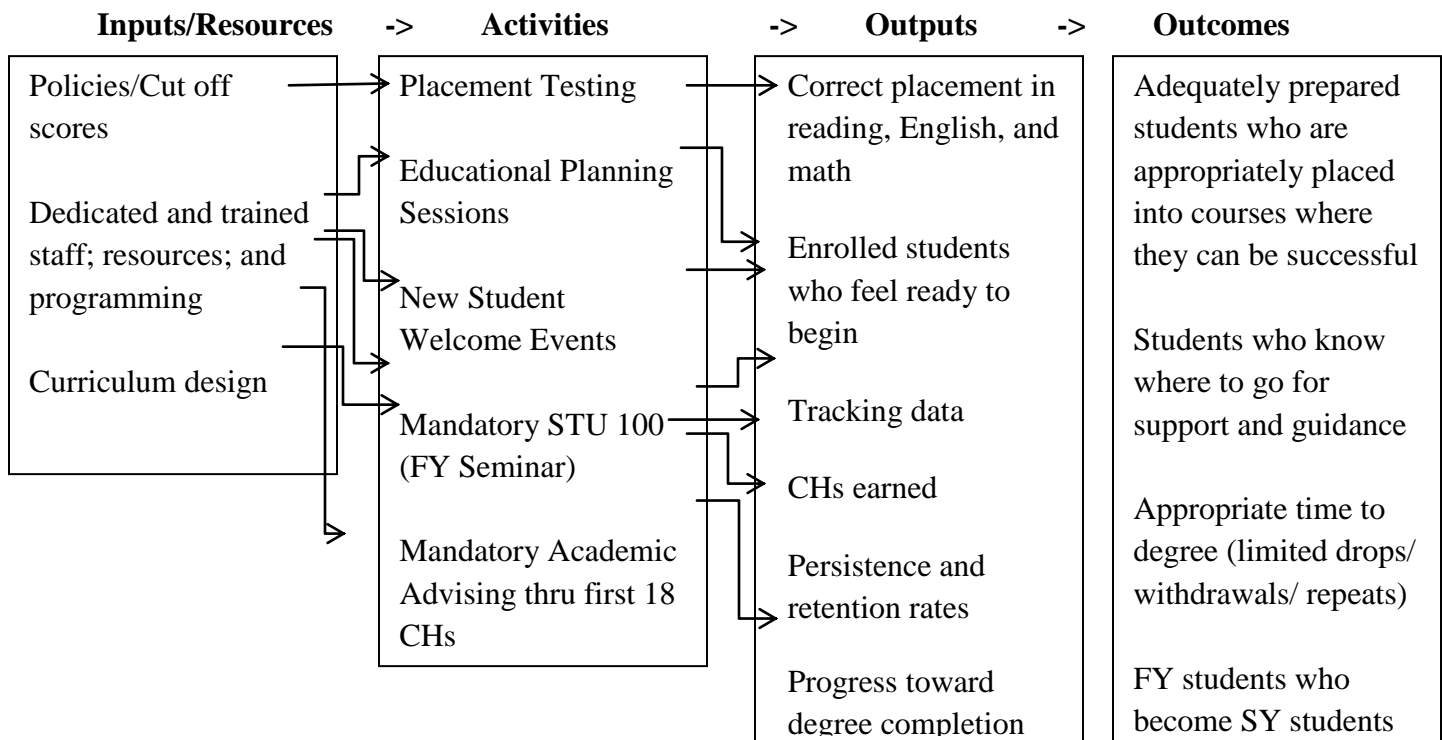 Inputs/Resources -> Activities -> Outputs -> Outcomes
Policies/Cut off
scores
Dedicated and trained
staff; resources; and
programming
Curriculum design
Placement Testing
Educational Planning
Sessions
New Student
Welcome Events
Mandatory STU 100
(FY Seminar)
Mandatory Academic
Advising thru first 18
CHs
Correct placement in
reading, English, and
math
Enrolled students
who feel ready to
begin
Tracking data
CHs earned
Persistence and
retention rates
Progress toward
degree completion
Adequately prepared
students who are
appropriately placed
into courses where
they can be successful
Students who know
where to go for
support and guidance
Appropriate time to
degree (limited drops/
withdrawals/ repeats)
FY students who
become SY students